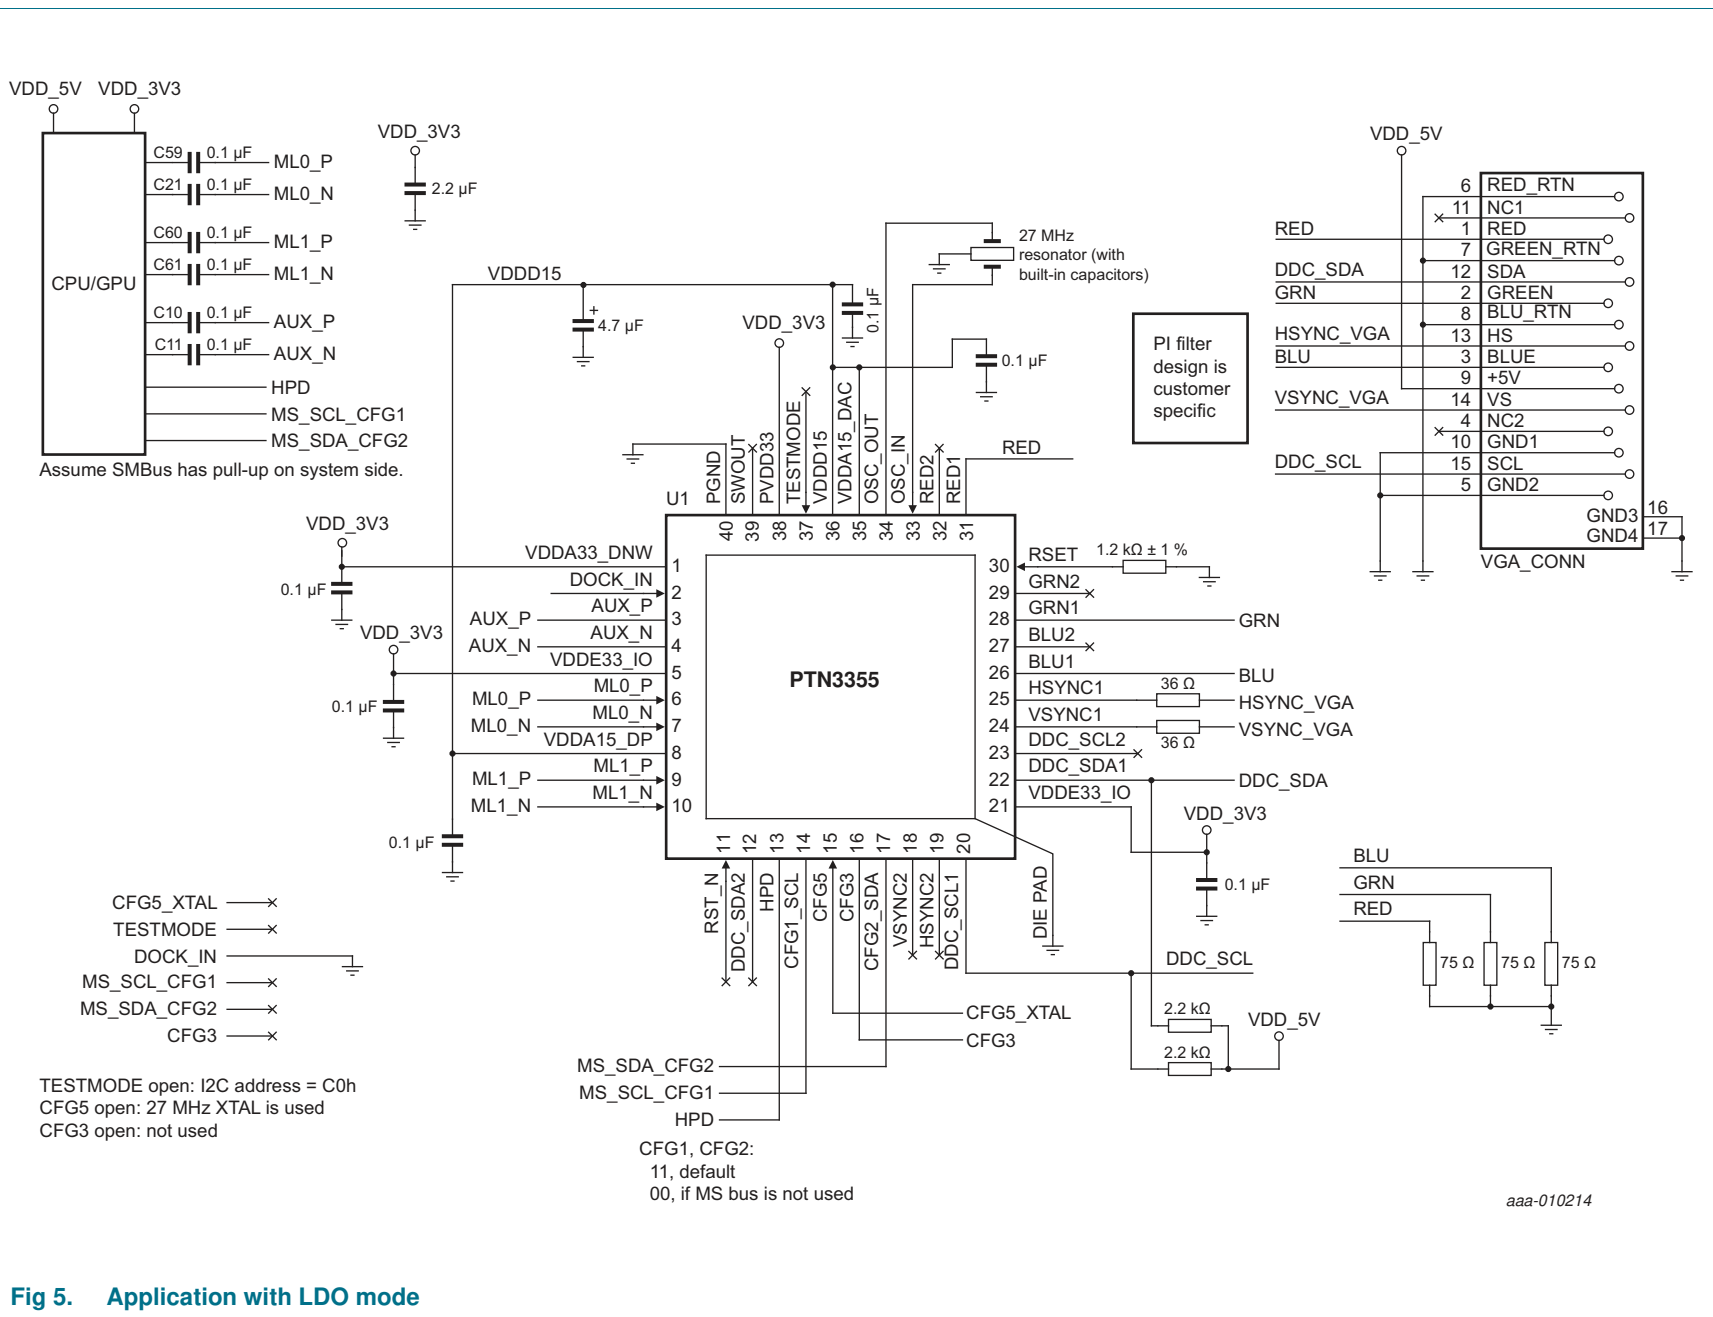 VDD_5V VDD_3V3
C59 0.1 µF ML0_P
C21 0.1 µF ML0_N
C60 0.1 µF ML1_P
C61 0.1 µF ML1_N
CPU/GPU
C10 0.1 µF AUX_P
C11 0.1 µF AUX_N
HPD
MS_SCL_CFG1
MS_SDA_CFG2
Assume SMBus has pull-up on system side.
VDD_3V3
2.2 µF
VDDD15
+
4.7 µF
VDD_3V3
0.1 µF
0.1 µF
27 MHz
resonator (with
built-in capacitors)
PI filter
design is
customer
specific
VDD_5V
6 RED_RTN
11 NC1
RED 1 RED
7 GREEN_RTN
DDC_SDA 12 SDA
GRN 2 GREEN
8 BLU_RTN
HSYNC_VGA 13 HS
BLU 3 BLUE
9 +5V
VSYNC_VGA 14 VS
4 NC2
10 GND1
DDC_SCL 15 SCL
5 GND2
GND3 16
GND4 17
VGA_CONN
PGND
SWOUT
PVDD33
TESTMODE
VDDD15
VDDA15_DAC
OSC_OUT
OSC_IN
RED2
RED1
RED
U1
40 39 38 37 36 35 34 33 32 31
VDD_3V3
0.1 µF
VDD_3V3
0.1 µF
0.1 µF
VDDA33_DNW 1
DOCK_IN 2
AUX_P AUX_P 3
AUX_N AUX_N 4
VDDE33_IO 5
ML0_P ML0_P 6
ML0_N ML0_N 7
VDDA15_DP 8
ML1_P ML1_P 9
ML1_N ML1_N 10
PTN3355
30 RSET 1.2 kΩ ± 1 %
29 GRN2
28 GRN1 GRN
27 BLU2
26 BLU1 BLU
25 HSYNC1 36 Ω HSYNC_VGA
24 VSYNC1 36 Ω VSYNC_VGA
23 DDC_SCL2
22 DDC_SDA1 DDC_SDA
21 VDDE33_IO
VDD_3V3
0.1 µF
11 12 13 14 15 16 17 18 19 20
RST_N
DDC_SDA2
HPD
CFG1_SCL
CFG5
CFG3
CFG2_SDA
VSYNC2
HSYNC2
DDC_SCL1
DIE PAD
DDC_SCL
2.2 kΩ
2.2 kΩ
VDD_5V
CFG5_XTAL
CFG3
MS_SDA_CFG2
MS_SCL_CFG1
HPD
CFG1, CFG2:
11, default
00, if MS bus is not used
BLU
GRN
RED
75 Ω 75 Ω 75 Ω
CFG5_XTAL
TESTMODE
DOCK_IN
MS_SCL_CFG1
MS_SDA_CFG2
CFG3
TESTMODE open: I2C address = C0h
CFG5 open: 27 MHz XTAL is used
CFG3 open: not used
aaa-010214
Fig 5. Application with LDO mode